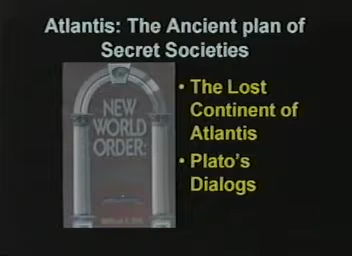 Atlantis: The Ancient plan of
Secret Societies
NEW
WORLD
ORDER:
• The Lost
Continent of
Atlantis
• Plato's
Dialogs